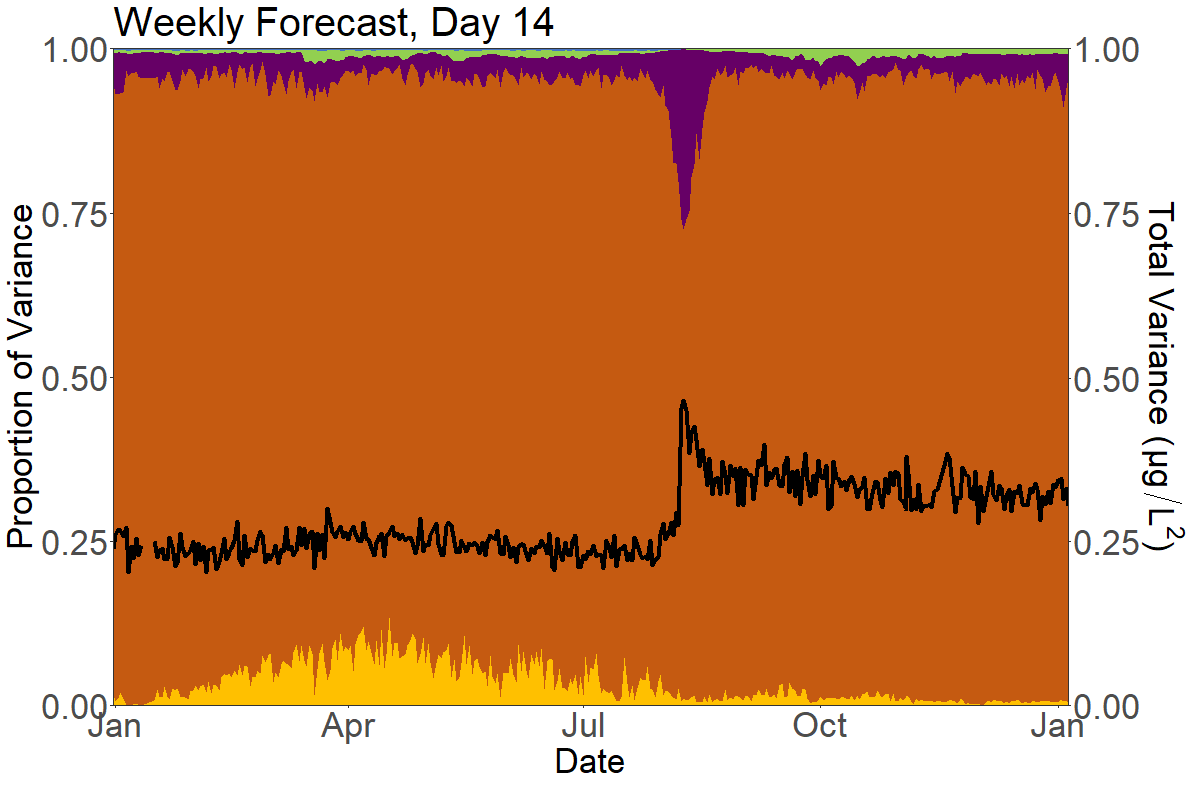 Weekly Forecast, Day 14
Proportion of Variance
1.00
0.75
0.50
0.25
0.00
1.00
0.75
0.50
0.25
0.00
Total Variance (µg / L²)
Jan
Apr
Jul
Oct
Jan
Date